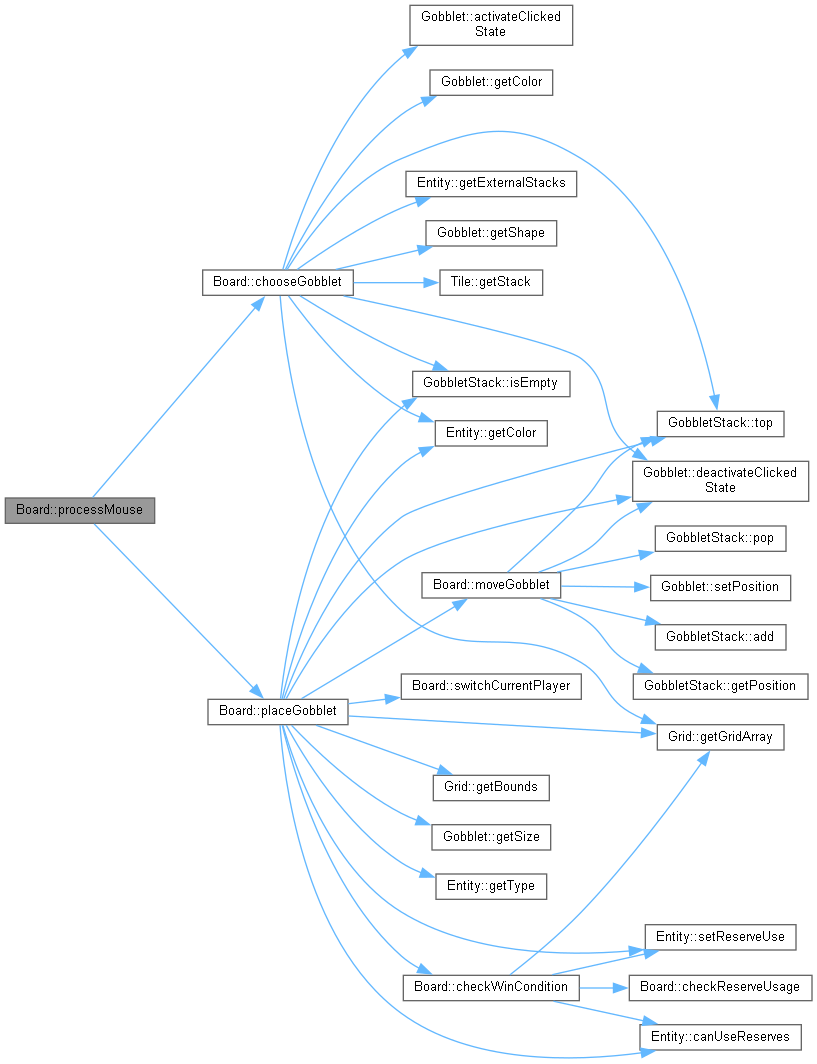 Gobblet::activateClicked
State
Gobblet::getColor
Entity::getExternalStacks
Gobblet::getShape
Board::chooseGobblet
Tile::getStack
GobbletStack::isEmpty
GobbletStack::top
Entity::getColor
Gobblet::deactivateClicked
State
Board::processMouse
GobbletStack::pop
Board::moveGobblet
Gobblet::setPosition
GobbletStack::add
Board::switchCurrentPlayer
GobbletStack::getPosition
Board::placeGobblet
Grid::getGridArray
Grid::getBounds
Gobblet::getSize
Entity::getType
Entity::setReserveUse
Board::checkWinCondition
Board::checkReserveUsage
Entity::canUseReserves